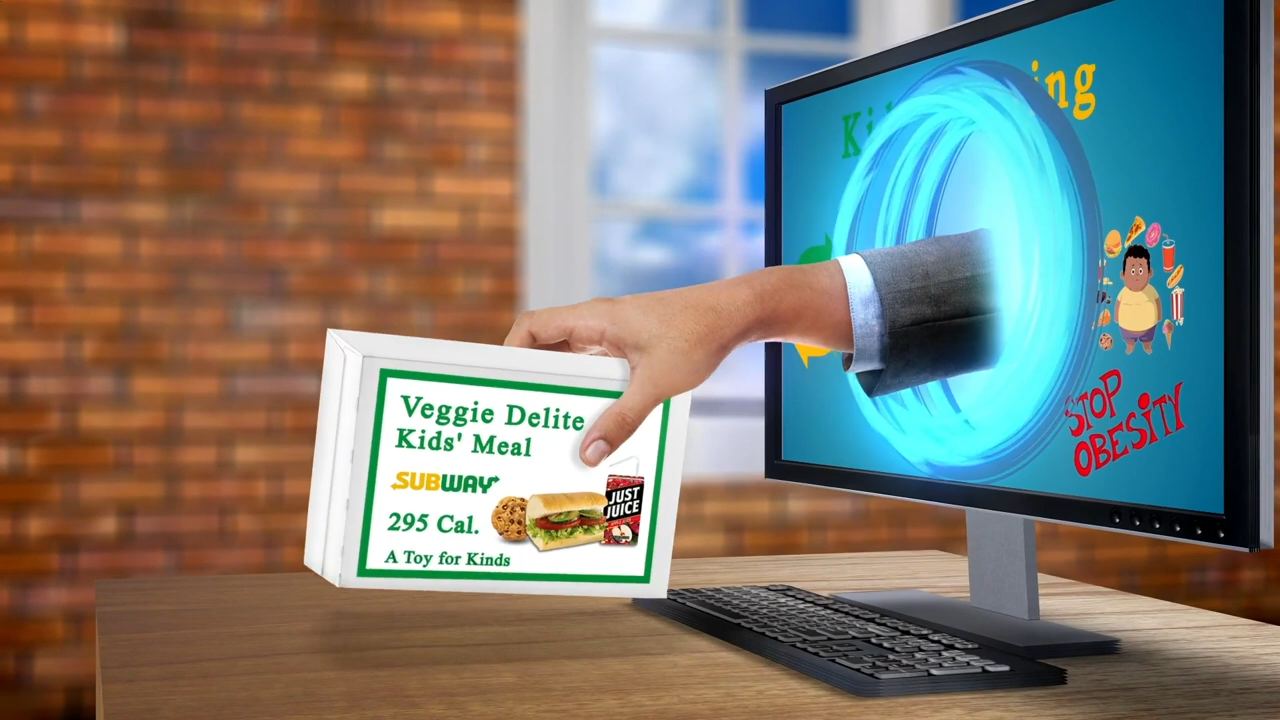 Veggie Delite
Kids' Meal
SUBWAY
295 Cal.
JUST
JUICE
A Toy for Kinds
STOP
OBESITY